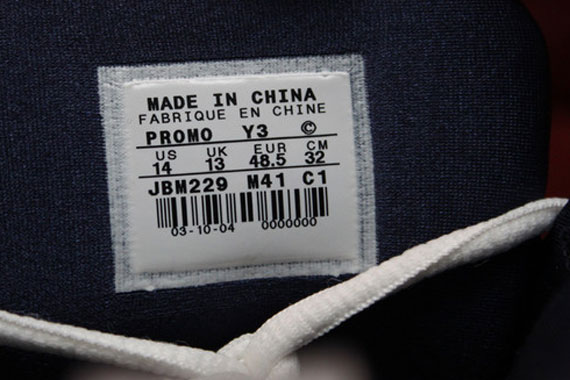 MADE IN CHINA
FABRIQUE EN CHINE
PROMO Y3 ©
US UK EUR CM
14 13 48.5 32
JBM229 M41 C1
03-10-04 0000000